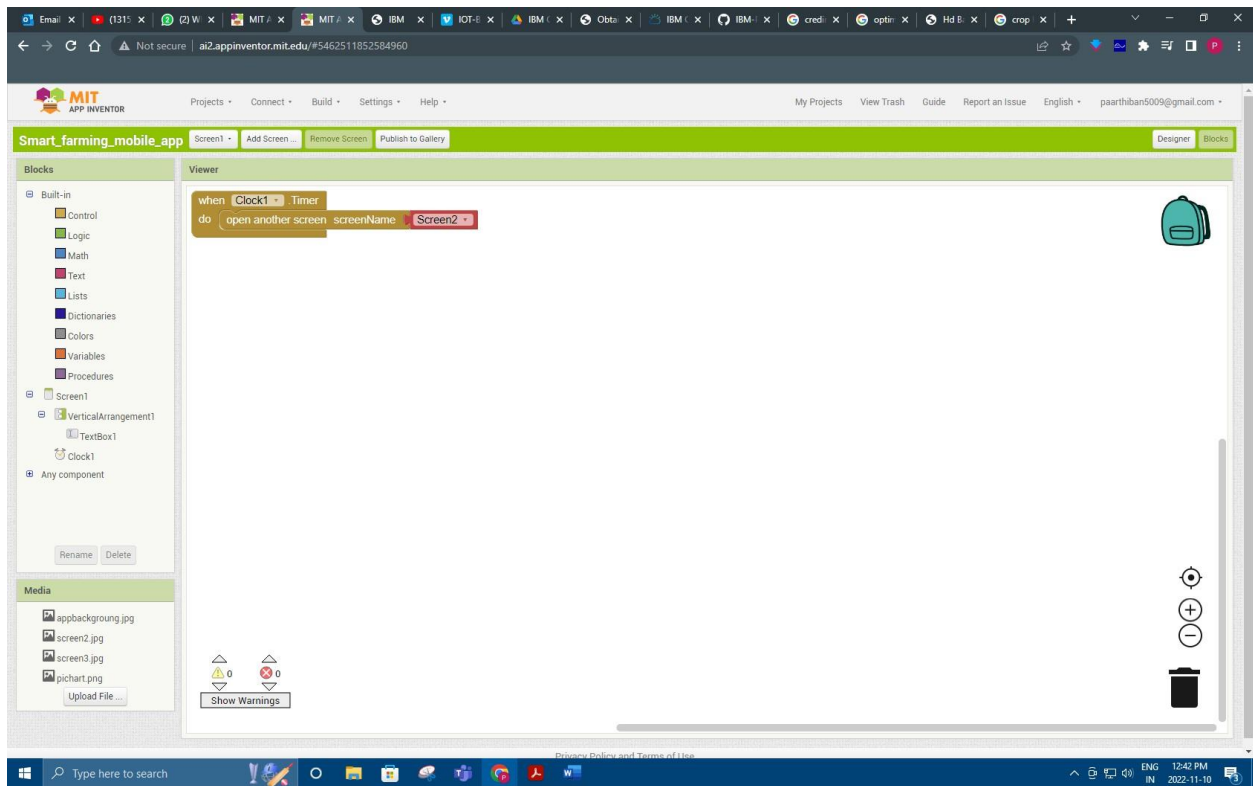 Email
(1315
(2) W
MIT A
MIT A
IBM
IOT-E
IBM (
Obta
IBM (
IBM-
credi
optin
Hd B
crop
Not secure | ai2.appinventor.mit.edu/#5462511852584960
P
MIT
APP INVENTOR
Projects
Connect
Build
Settings
Help
My Projects
View Trash
Guide
Report an Issue
English
paarthiban5009@gmail.com
Smart_farming_mobile_app
Screen1
Add Screen ...
Remove Screen
Publish to Gallery
Designer
Blocks
Blocks
Viewer
Built-in
Control
Logic
Math
Text
Lists
Dictionaries
Colors
Variables
Procedures
Screen1
VerticalArrangement1
TextBox1
Clock1
Any component
Rename
Delete
when Clock1 .Timer
do open another screen screenName Screen2
Media
appbackgroung.jpg
screen2.jpg
screen3.jpg
pichart.png
Upload File ...
0
0
Show Warnings
Privacy Policy and Terms of Use
Type here to search
ENG
IN
12:42 PM
2022-11-10
3